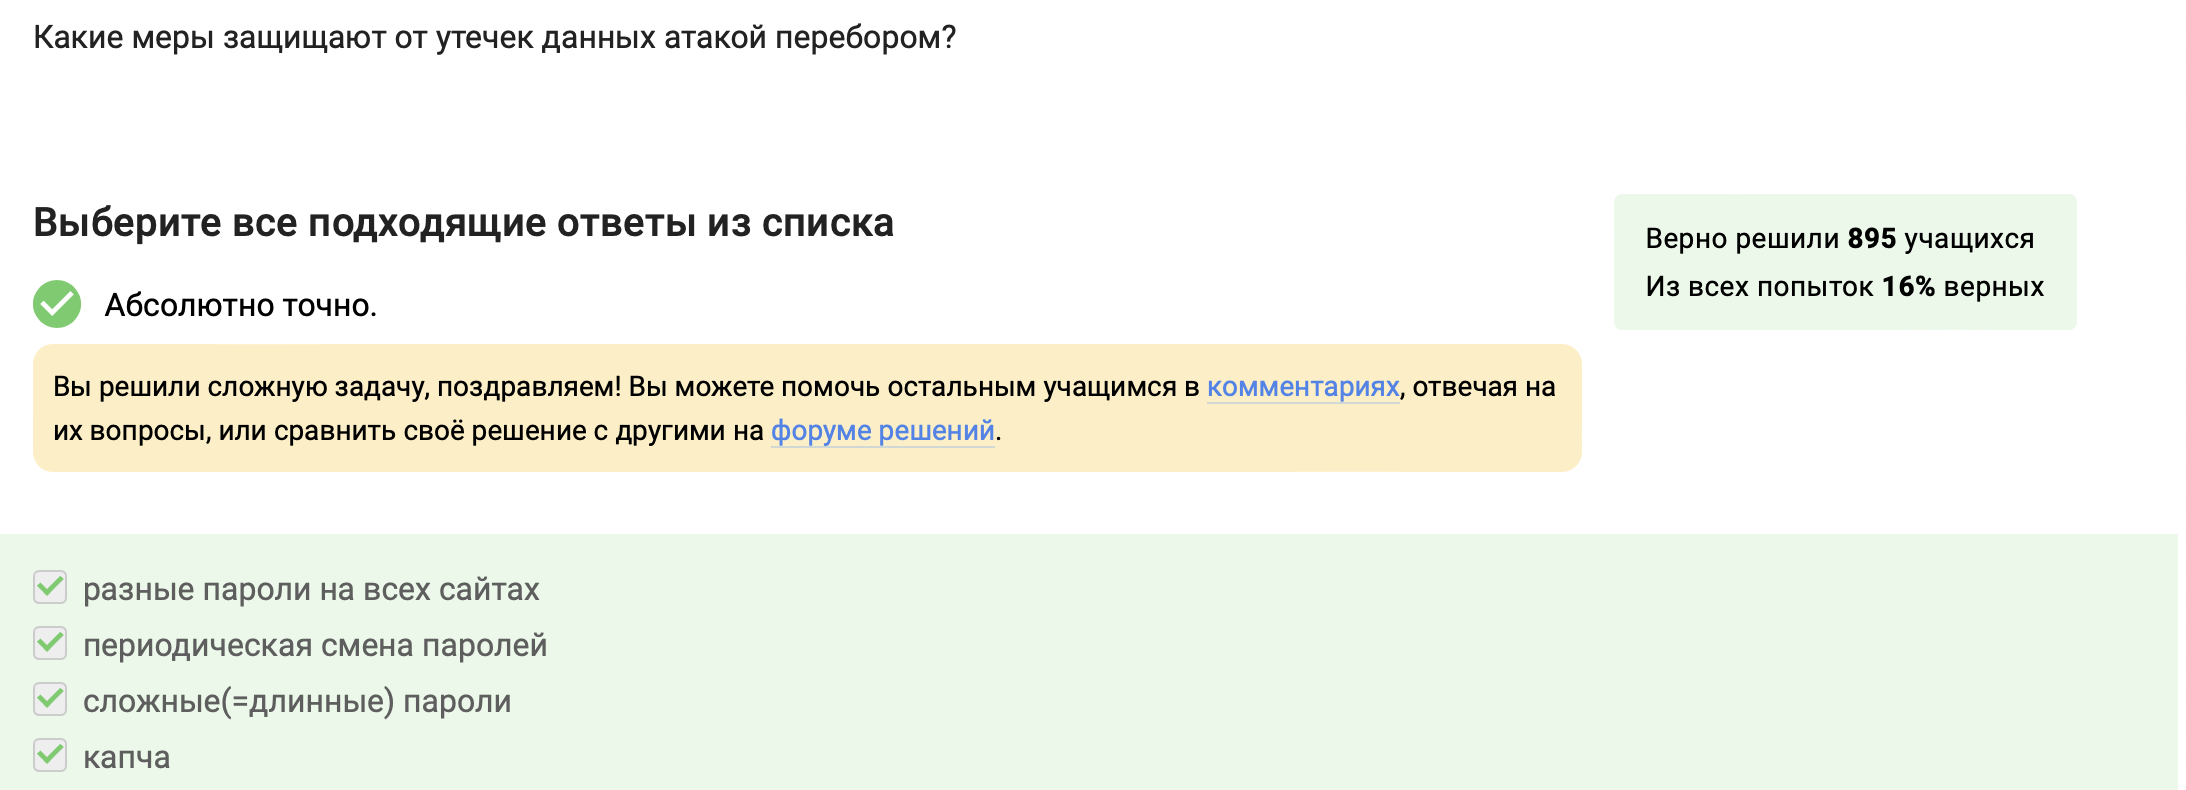 Какие меры защищают от утечек данных атакой перебором?
Выберите все подходящие ответы из списка
Верно решили 895 учащихся
Из всех попыток 16% верных
Абсолютно точно.
Вы решили сложную задачу, поздравляем! Вы можете помочь остальным учащимся в комментариях, отвечая на
их вопросы, или сравнить своё решение с другими на форуме решений.
разные пароли на всех сайтах
периодическая смена паролей
сложные(=длинные) пароли
капча